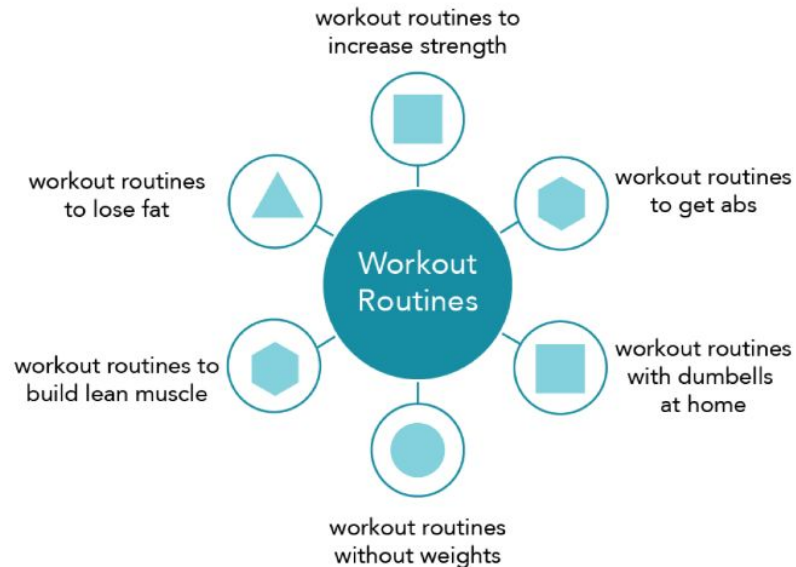 workout routines to
increase strength
workout routines
to get abs
workout routines
with dumbells
at home
workout routines
without weights
workout routines to
build lean muscle
workout routines
to lose fat
Workout
Routines